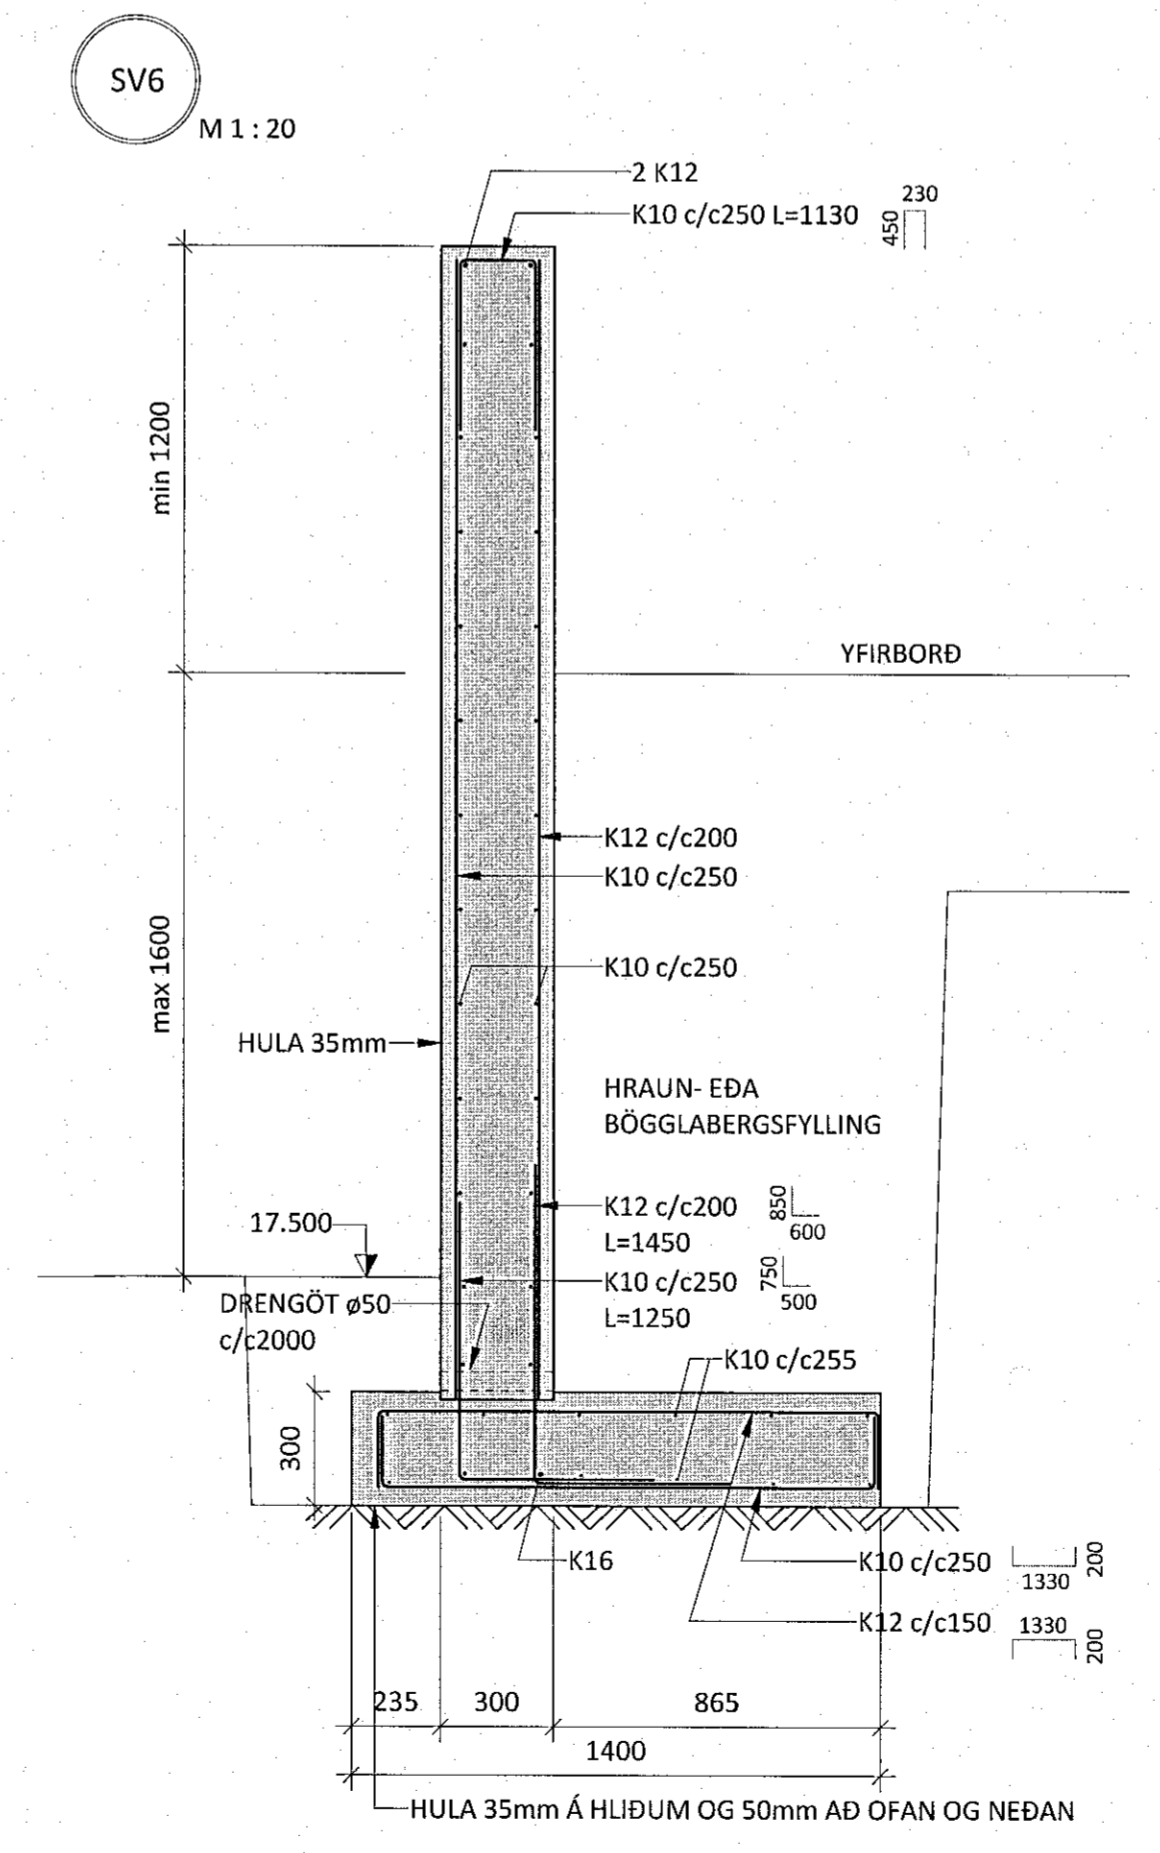 SV6
M 1 : 20
2 K12
K10 c/c250 L=1130
230
450
min 1200
YFIRBORÐ
K12 c/c200
K10 c/c250
max 1600
K10 c/c250
HULA 35mm
HRAUN- EÐA
BÖGGLABERGSFYLLING
K12 c/c200
L=1450
850
600
17.500
K10 c/c250
L=1250
750
500
DRENGÖT ø50
c/c2000
K10 c/c255
300
K16
K10 c/c250
1330
200
K12 c/c150
1330
200
235
300
865
1400
HULA 35mm Á HLIÐUM OG 50mm AÐ OFAN OG NEÐAN